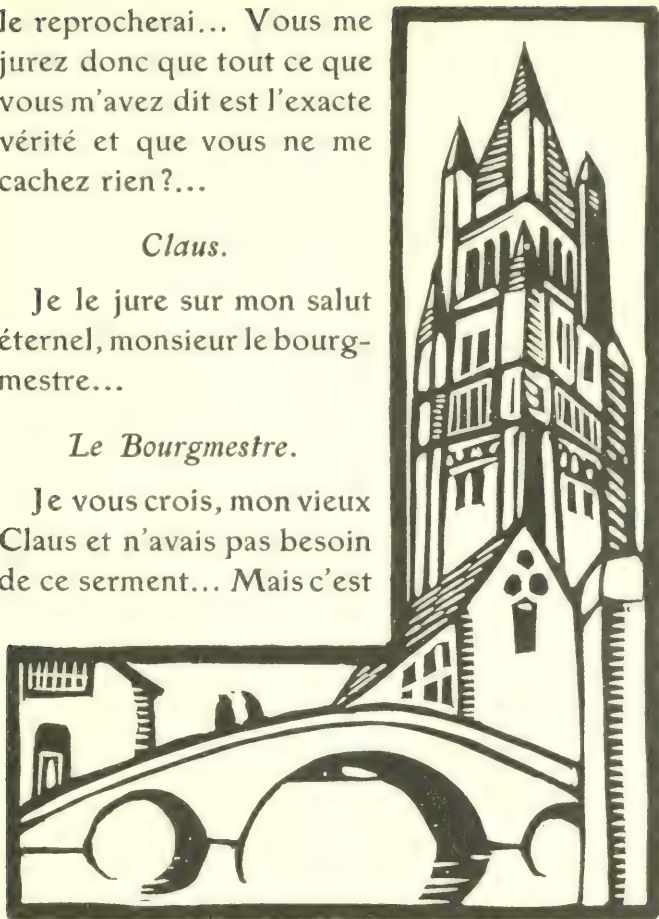 le reprocherai... Vous me
jurez donc que tout ce que
vous m'avez dit est l'exacte
vérité et que vous ne me
cachez rien?...
Claus.
Je le jure sur mon salut
éternel, monsieur le bourg-
mestre...
Le Bourgmestre.
Je vous crois, mon vieux
Claus et n'avais pas besoin
de ce serment... Mais c'est